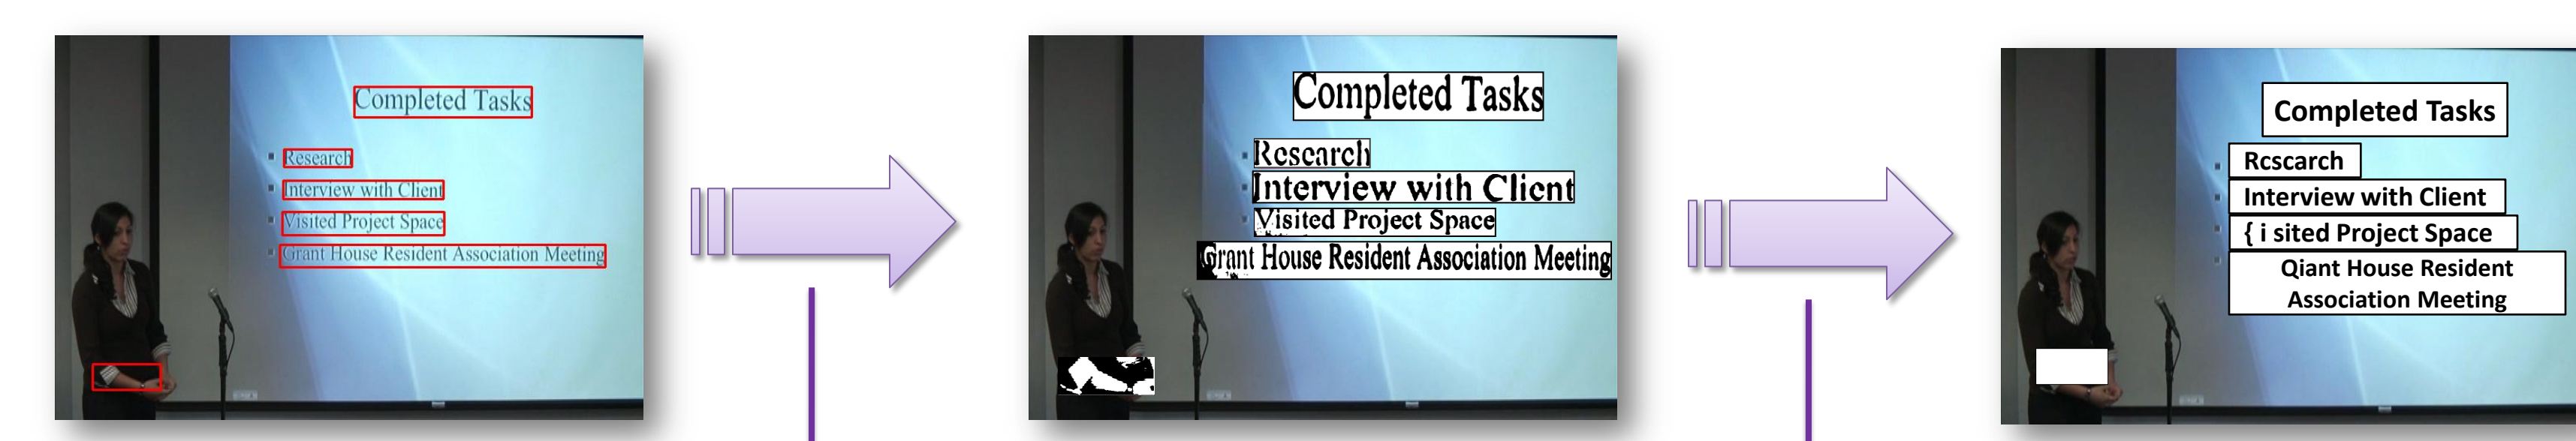 Completed Tasks
Research
Interview with Client
Visited Project Space
Grant House Resident Association Meeting
Completed Tasks
Rescarch
Interview with Clicnt
Visited Project Space
Grant House Resident Association Meeting
Completed Tasks
Rcscarch
Interview with Client
{ i sited Project Space
Qiant House Resident
Association Meeting